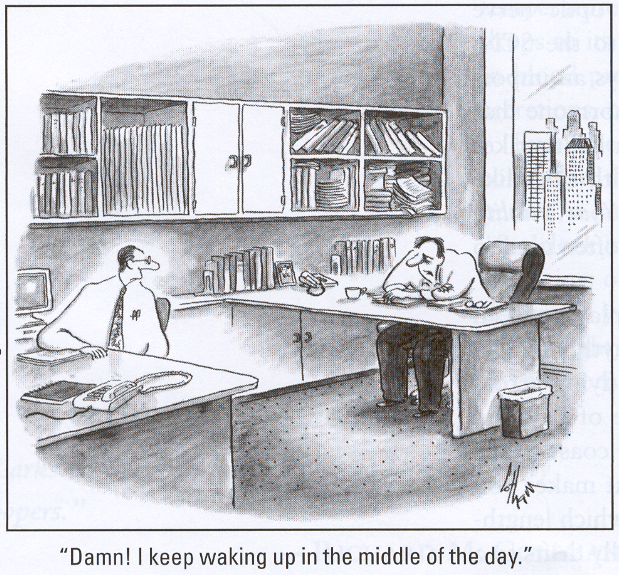 “Damn! I keep waking up in the middle of the day.”